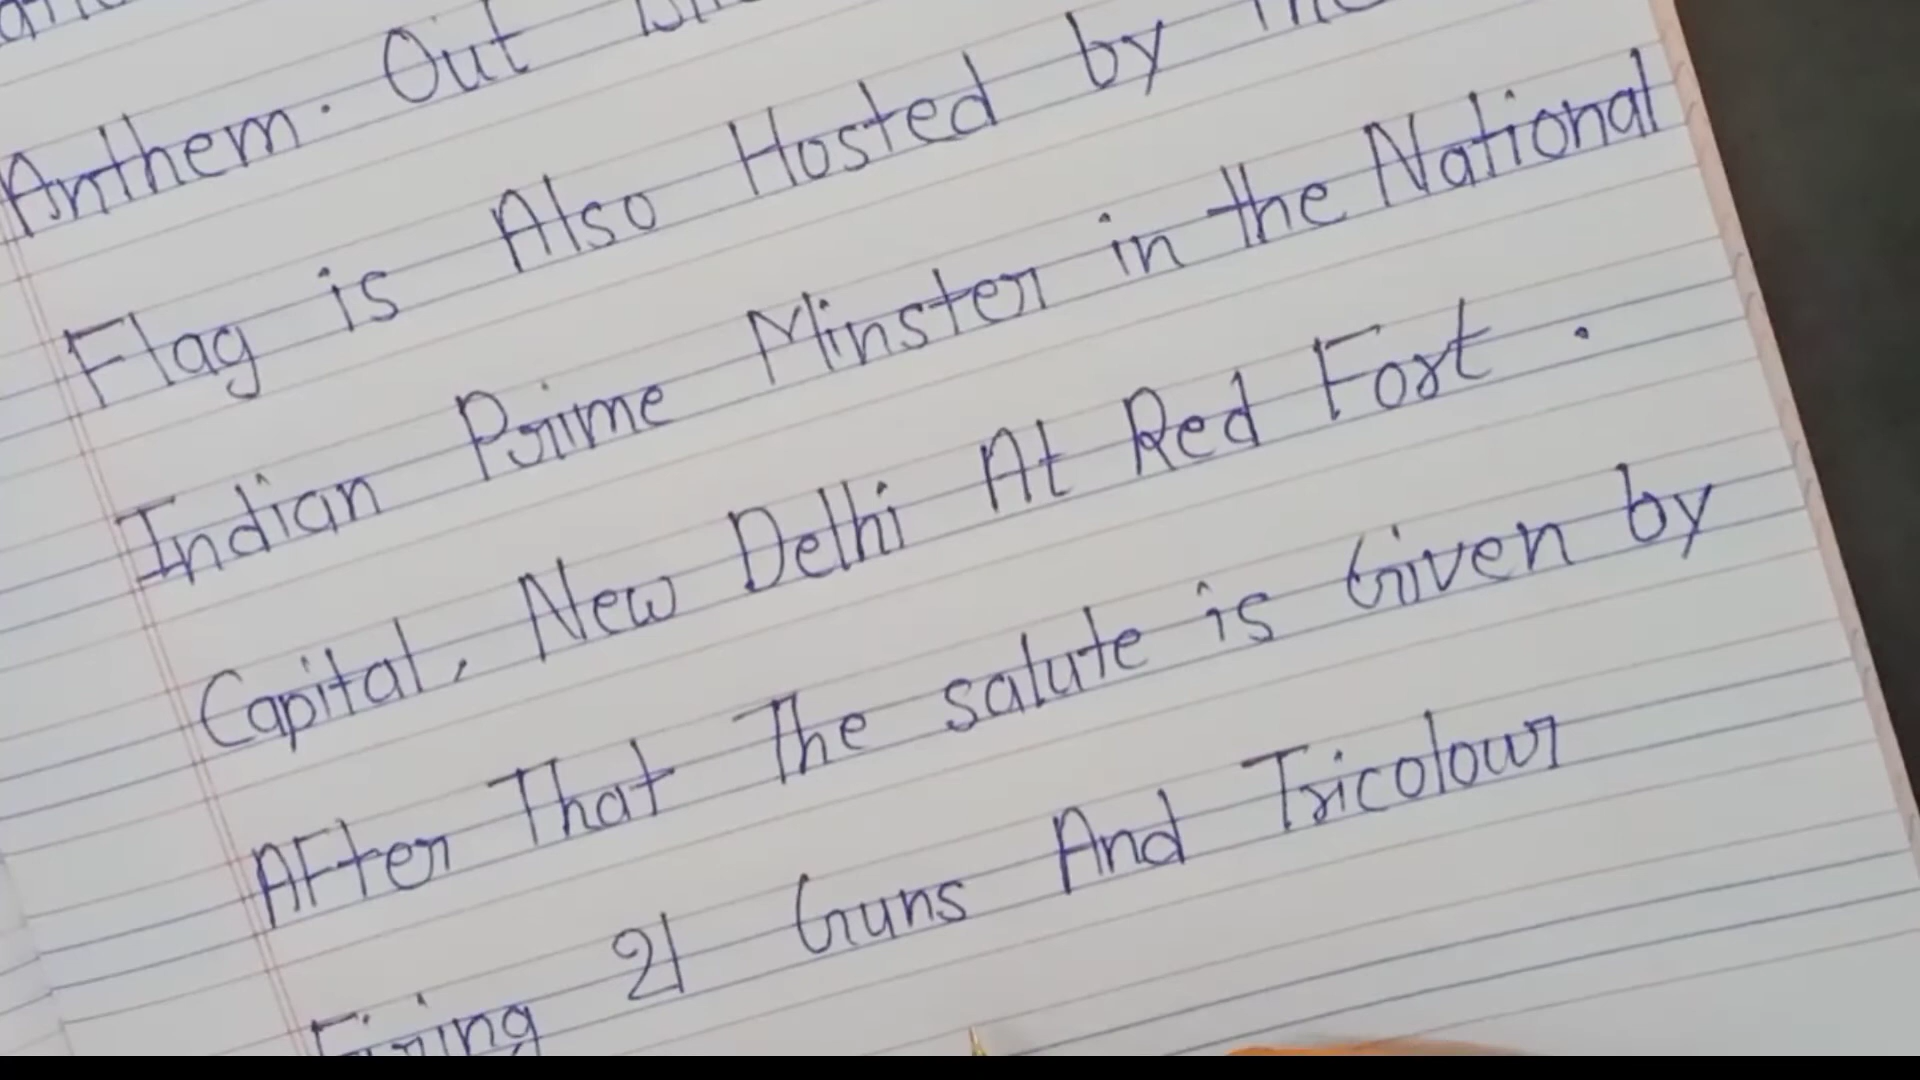 Anthem. Out
Flag is Also Hosted by
Indian Prime Minster in the National
Capital, New Delhi At Red Fort.
AFter That The salute is Given by
Firing 21 Guns And Tricolour